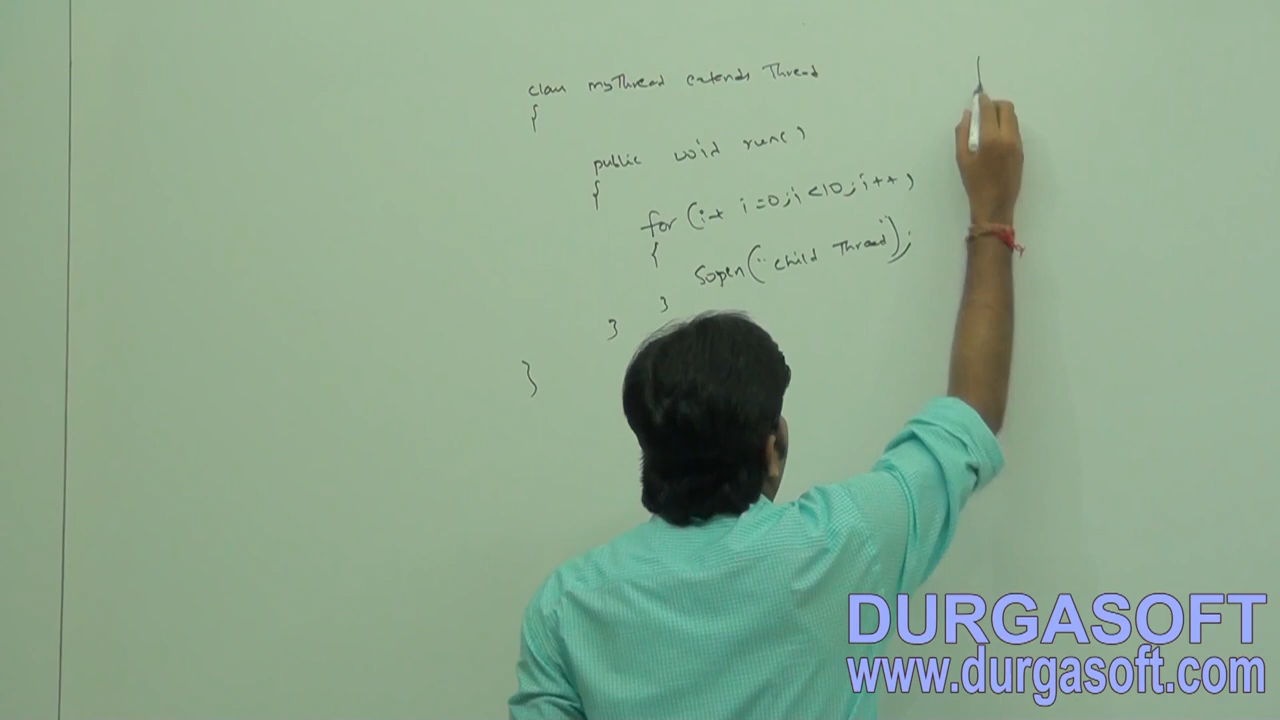 class MyThread extends Thread
{
public void run()
{
for (int i=0;i<10;i++)
{
Sopln("child Thread");
}
}
}
DURGASOFT
www.durgasoft.com